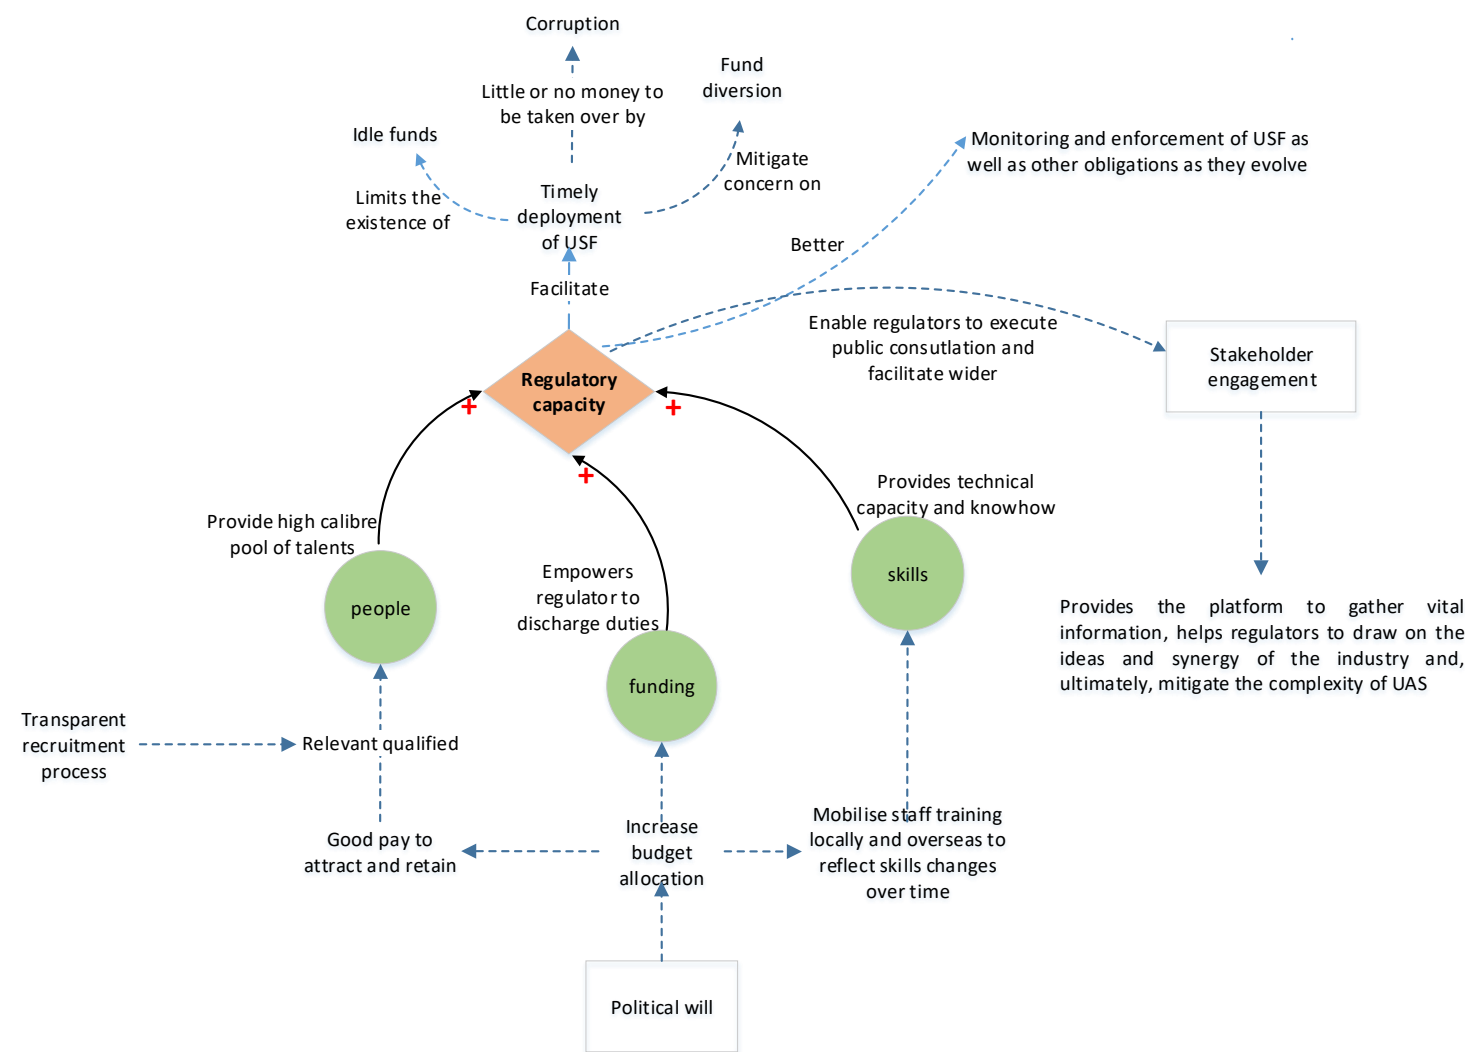 Corruption
Little or no money to
be taken over by
Fund
diversion
Idle funds
Limits the
existence of
Timely
deployment
of USF
Mitigate
concern on
Monitoring and enforcement of USF as
well as other obligations as they evolve
Better
Facilitate
Enable regulators to execute
public consutlation and
facilitate wider
Stakeholder
engagement
Regulatory
capacity
+
+
+
Provides technical
capacity and knowhow
Provide high calibre
pool of talents
Empowers
regulator to
discharge duties
skills
people
funding
Provides the platform to gather vital
information, helps regulators to draw on the
ideas and synergy of the industry and,
ultimately, mitigate the complexity of UAS
Transparent
recruitment
process
Relevant qualified
Good pay to
attract and retain
Increase
budget
allocation
Mobilise staff training
locally and overseas to
reflect skills changes
over time
Political will